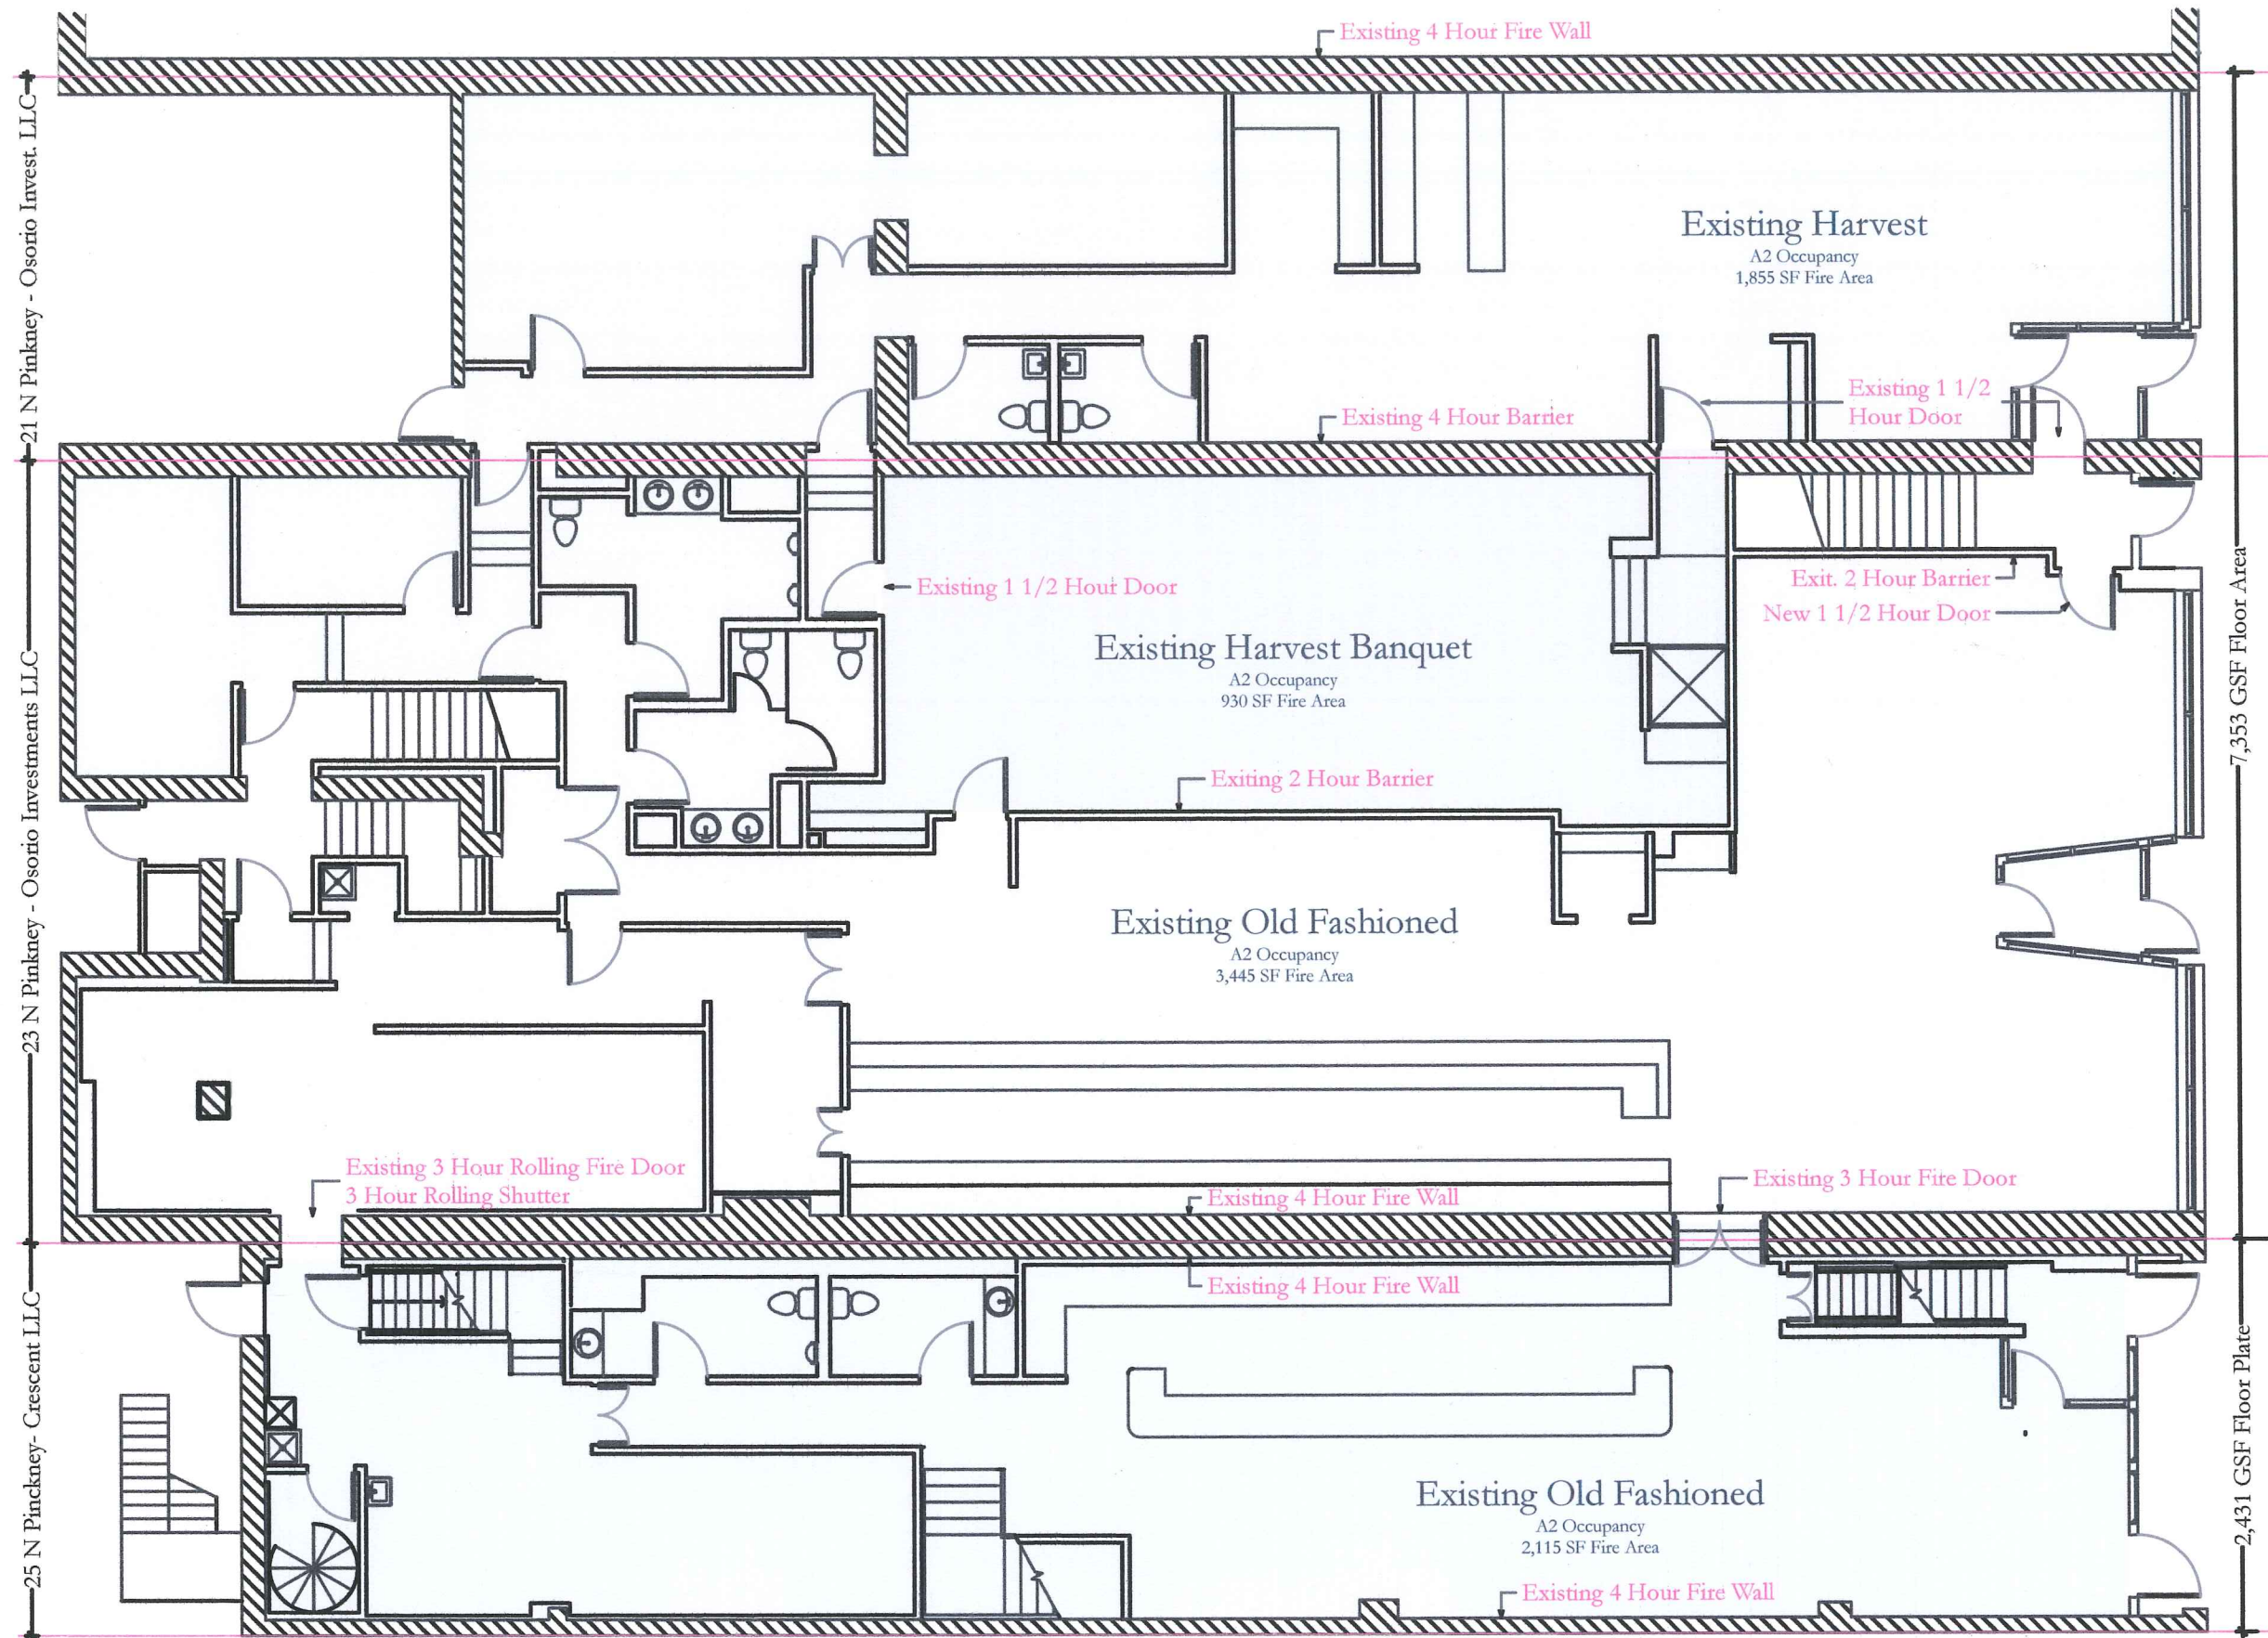 Existing 4 Hour Fire Wall
21 N Pinkney - Osorio Invest. LLC
Existing Harvest
A2 Occupancy
1,855 SF Fire Area
Existing 1 1/2
Hour Door
Existing 4 Hour Barrier
Exit. 2 Hour Barrier
New 1 1/2 Hour Door
Existing 1 1/2 Hour Door
Existing Harvest Banquet
A2 Occupancy
930 SF Fire Area
7,353 GSF Floor Area
23 N Pinkney - Osorio Investments LLC
Exiting 2 Hour Barrier
Existing Old Fashioned
A2 Occupancy
3,445 SF Fire Area
Existing 3 Hour Rolling Fire Door
3 Hour Rolling Shutter
Existing 4 Hour Fire Wall
Existing 3 Hour Fire Door
Existing 4 Hour Fire Wall
25 N Pinckney- Crescent LLC
2,431 GSF Floor Plate
Existing Old Fashioned
A2 Occupancy
2,115 SF Fire Area
Existing 4 Hour Fire Wall